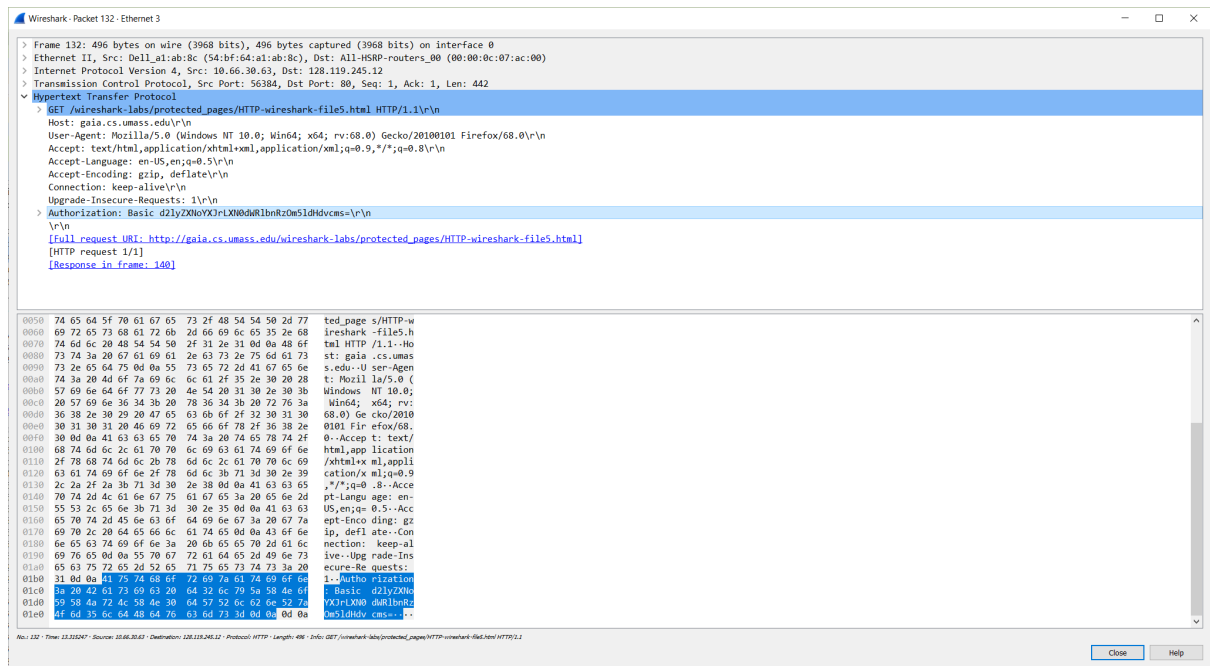 Wireshark · Packet 132 · Ethernet 3
> Frame 132: 496 bytes on wire (3968 bits), 496 bytes captured (3968 bits) on interface 0
> Ethernet II, Src: Dell_a1:ab:8c (54:bf:64:a1:ab:8c), Dst: All-HSRP-routers_00 (00:00:0c:07:ac:00)
> Internet Protocol Version 4, Src: 10.66.30.63, Dst: 128.119.245.12
> Transmission Control Protocol, Src Port: 56384, Dst Port: 80, Seq: 1, Ack: 1, Len: 442
Hypertext Transfer Protocol
> GET /wireshark-labs/protected_pages/HTTP-wireshark-file5.html HTTP/1.1\r\n
Host: gaia.cs.umass.edu\r\n
User-Agent: Mozilla/5.0 (Windows NT 10.0; Win64; x64; rv:68.0) Gecko/20100101 Firefox/68.0\r\n
Accept: text/html,application/xhtml+xml,application/xml;q=0.9,*/*;q=0.8\r\n
Accept-Language: en-US,en;q=0.5\r\n
Accept-Encoding: gzip, deflate\r\n
Connection: keep-alive\r\n
Upgrade-Insecure-Requests: 1\r\n
> Authorization: Basic d2lyZXNoYXJrLXN0dWRlbnRzOm5ldHdvcms=\r\n
\r\n
[Full request URI: http://gaia.cs.umass.edu/wireshark-labs/protected_pages/HTTP-wireshark-file5.html]
[HTTP request 1/1]
[Response in frame: 140]
0050 74 65 64 5f 70 61 67 65 73 2f 48 54 54 50 2d 77 ted_page s/HTTP-w
0060 69 72 65 73 68 61 72 6b 2d 66 69 6c 65 35 2e 68 ireshark -file5.h
0070 74 6d 6c 20 48 54 54 50 2f 31 2e 31 0d 0a 48 6f tml HTTP /1.1··Ho
0080 73 74 3a 20 67 61 69 61 2e 63 73 2e 75 6d 61 73 st: gaia .cs.umas
0090 73 2e 65 64 75 0d 0a 55 73 65 72 2d 41 67 65 6e s.edu··U ser-Agen
00a0 74 3a 20 4d 6f 7a 69 6c 6c 61 2f 35 2e 30 20 28 t: Mozil la/5.0 (
00b0 57 69 6e 64 6f 77 73 20 4e 54 20 31 30 2e 30 3b Windows NT 10.0;
00c0 20 57 69 6e 36 34 3b 20 78 36 34 3b 20 72 76 3a Win64; x64; rv:
00d0 36 38 2e 30 29 20 47 65 63 6b 6f 2f 32 30 31 30 68.0) Ge cko/2010
00e0 30 31 30 31 20 46 69 72 65 66 6f 78 2f 36 38 2e 0101 Fir efox/68.
00f0 30 0d 0a 41 63 63 65 70 74 3a 20 74 65 78 74 2f 0··Accep t: text/
0100 68 74 6d 6c 2c 61 70 70 6c 69 63 61 74 69 6f 6e html,app lication
0110 2f 78 68 74 6d 6c 2b 78 6d 6c 2c 61 70 70 6c 69 /xhtml+x ml,appli
0120 63 61 74 69 6f 6e 2f 78 6d 6c 3b 71 3d 30 2e 39 cation/x ml;q=0.9
0130 2c 2a 2f 2a 3b 71 3d 30 2e 38 0d 0a 41 63 63 65 ,*/*;q=0 .8··Acce
0140 70 74 2d 4c 61 6e 67 75 61 67 65 3a 20 65 6e 2d pt-Langu age: en-
0150 55 53 2c 65 6e 3b 71 3d 30 2e 35 0d 0a 41 63 63 US,en;q= 0.5··Acc
0160 65 70 74 2d 45 6e 63 6f 64 69 6e 67 3a 20 67 7a ept-Enco ding: gz
0170 69 70 2c 20 64 65 66 6c 61 74 65 0d 0a 43 6f 6e ip, defl ate··Con
0180 6e 65 63 74 69 6f 6e 3a 20 6b 65 65 70 2d 61 6c nection: keep-al
0190 69 76 65 0d 0a 55 70 67 72 61 64 65 2d 49 6e 73 ive··Upg rade-Ins
01a0 65 63 75 72 65 2d 52 65 71 75 65 73 74 73 3a 20 ecure-Re quests:
01b0 31 0d 0a 41 75 74 68 6f 72 69 7a 61 74 69 6f 6e 1··Autho rization
01c0 3a 20 42 61 73 69 63 20 64 32 6c 79 5a 58 4e 6f : Basic d2lyZXNo
01d0 59 58 4a 72 4c 58 4e 30 64 57 52 6c 62 6e 52 7a YXJrLXN0 dWRlbnRz
01e0 4f 6d 35 6c 64 48 64 76 63 6d 73 3d 0d 0a 0d 0a Om5ldHdv cms=····
No.: 132 · Time: 13.315247 · Source: 10.66.30.63 · Destination: 128.119.245.12 · Protocol: HTTP · Length: 496 · Info: GET /wireshark-labs/protected_pages/HTTP-wireshark-file5.html HTTP/1.1
Close Help